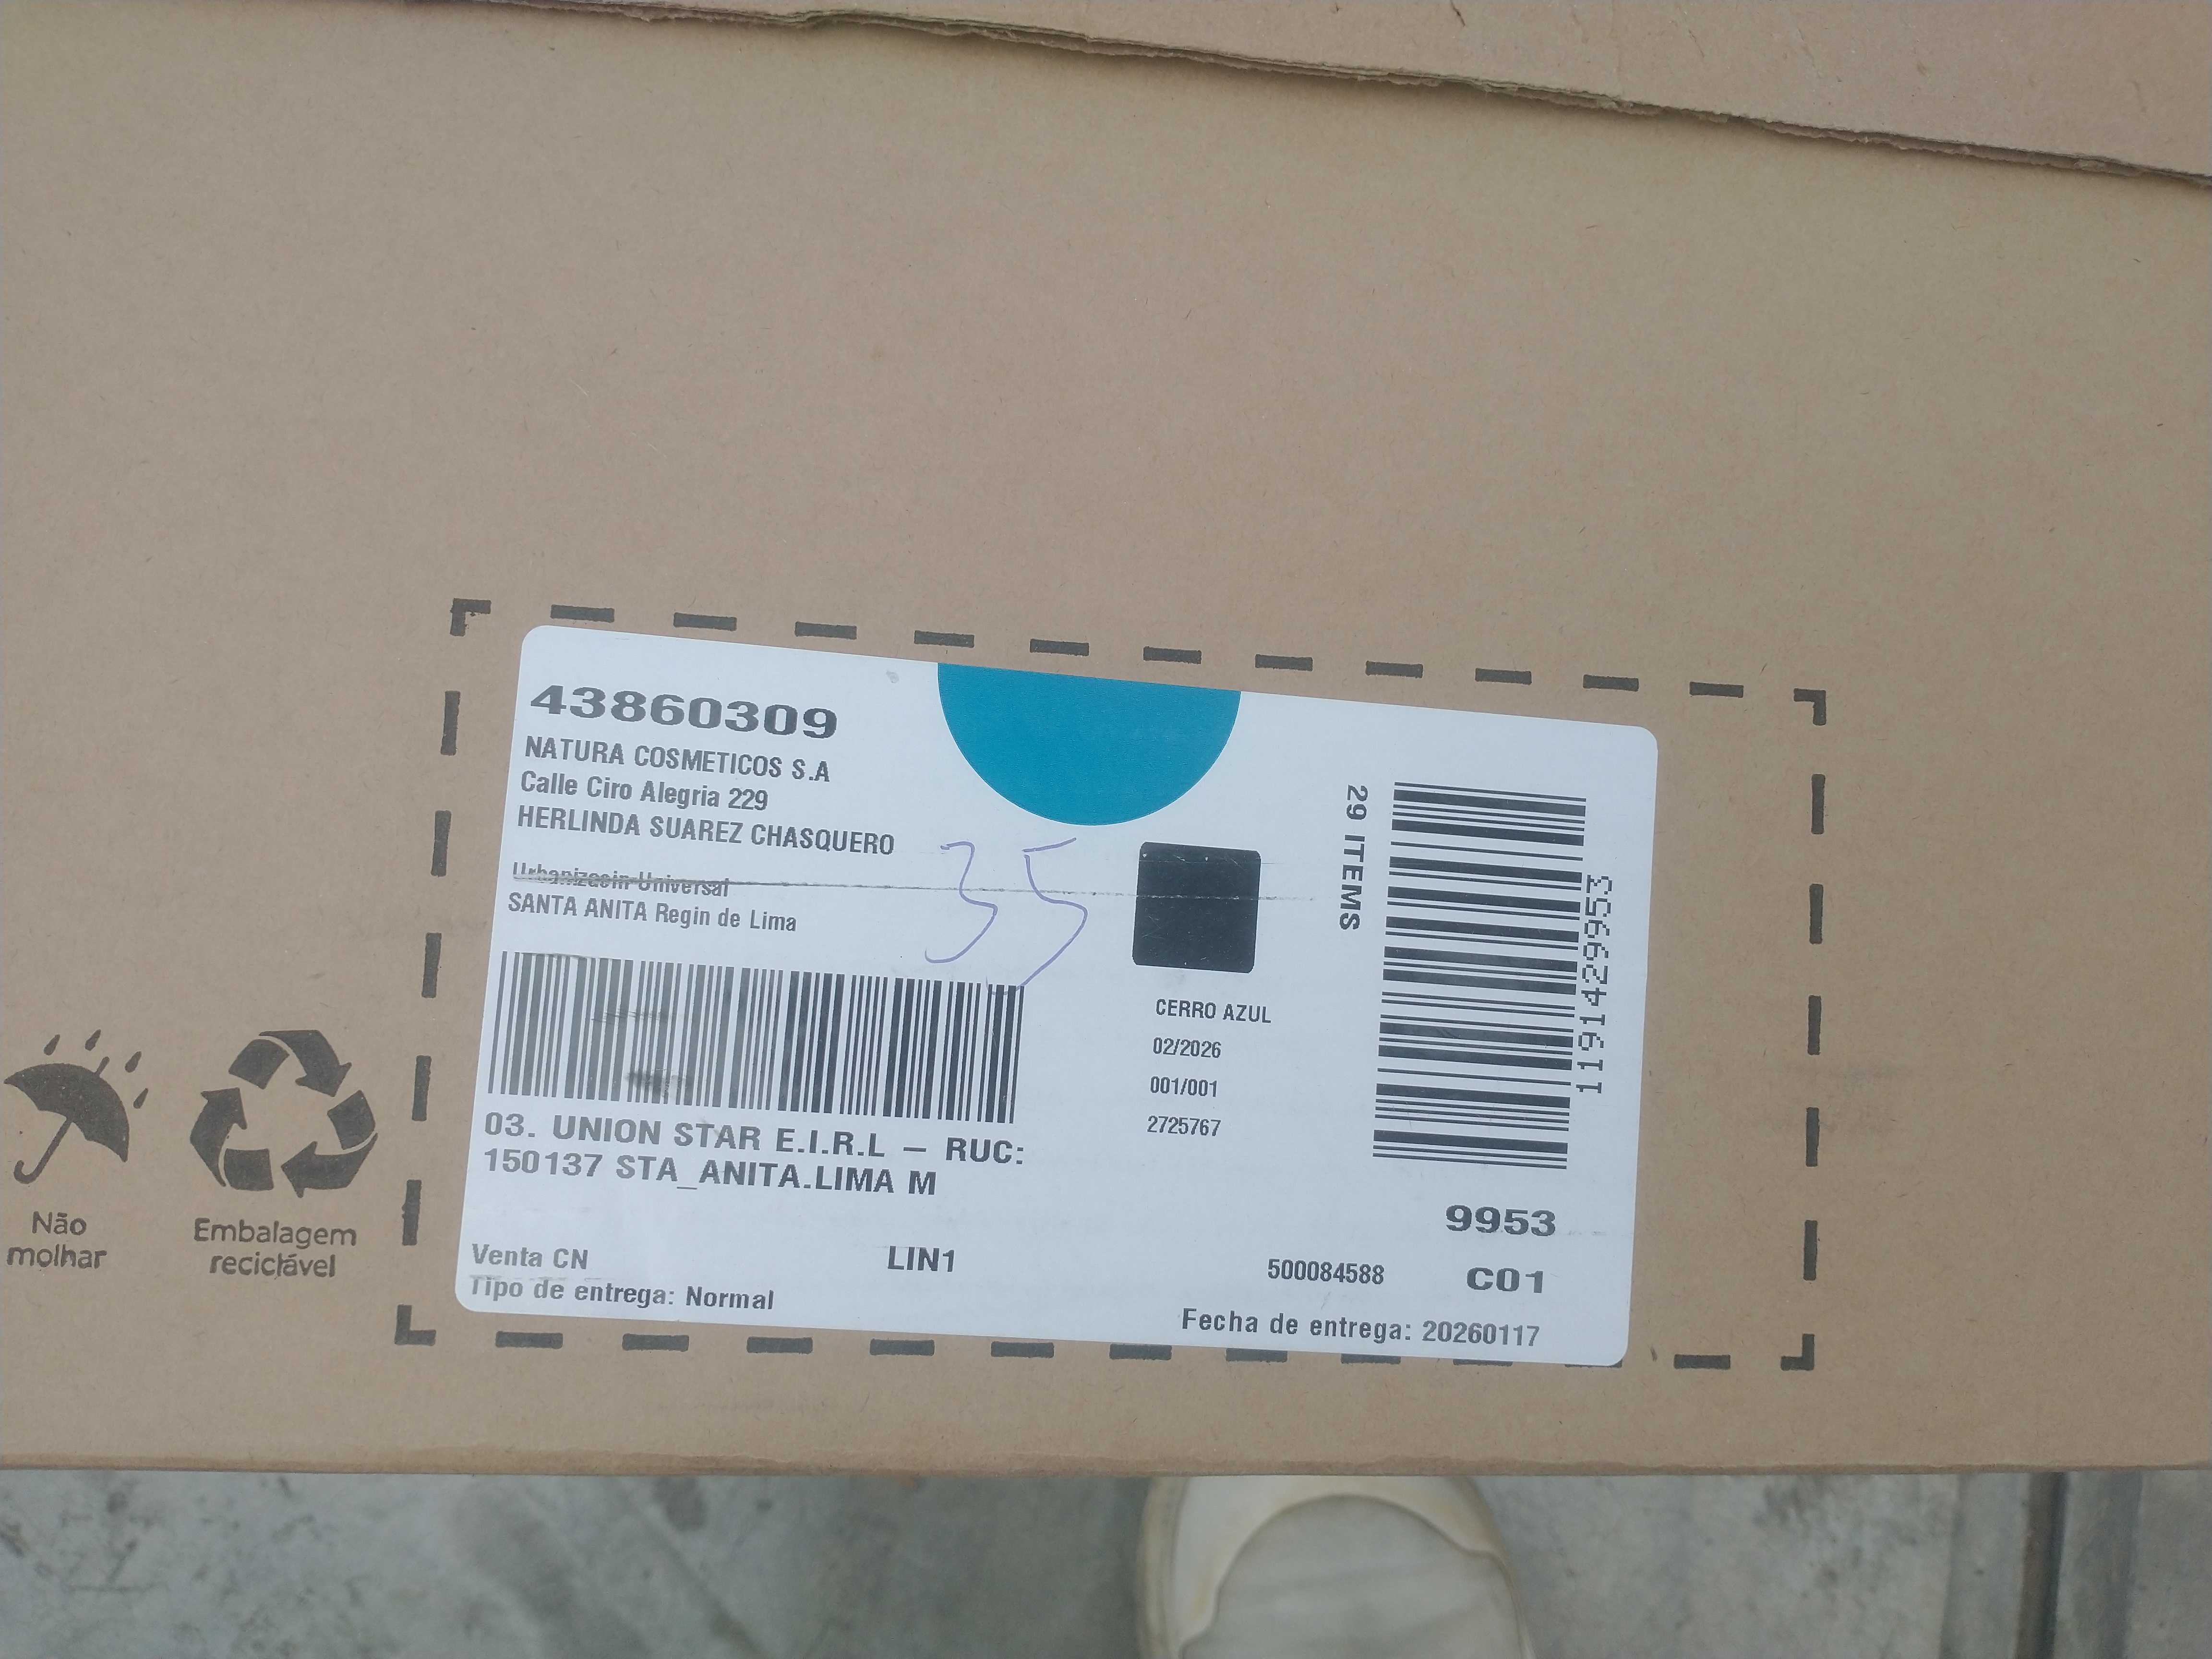 43860309
NATURA COSMETICOS S.A
Calle Ciro Alegria 229
HERLINDA SUAREZ CHASQUERO
Urbanizacin Universal
SANTA ANITA Regin de Lima
35
29 ITEMS
1191429953
CERRO AZUL
02/2026
001/001
2725767
03. UNION STAR E.I.R.L – RUC:
150137 STA_ANITA.LIMA M
9953
Venta CN
LIN1
500084588
C01
Tipo de entrega: Normal
Fecha de entrega: 20260117
Não
molhar
Embalagem
reciclável